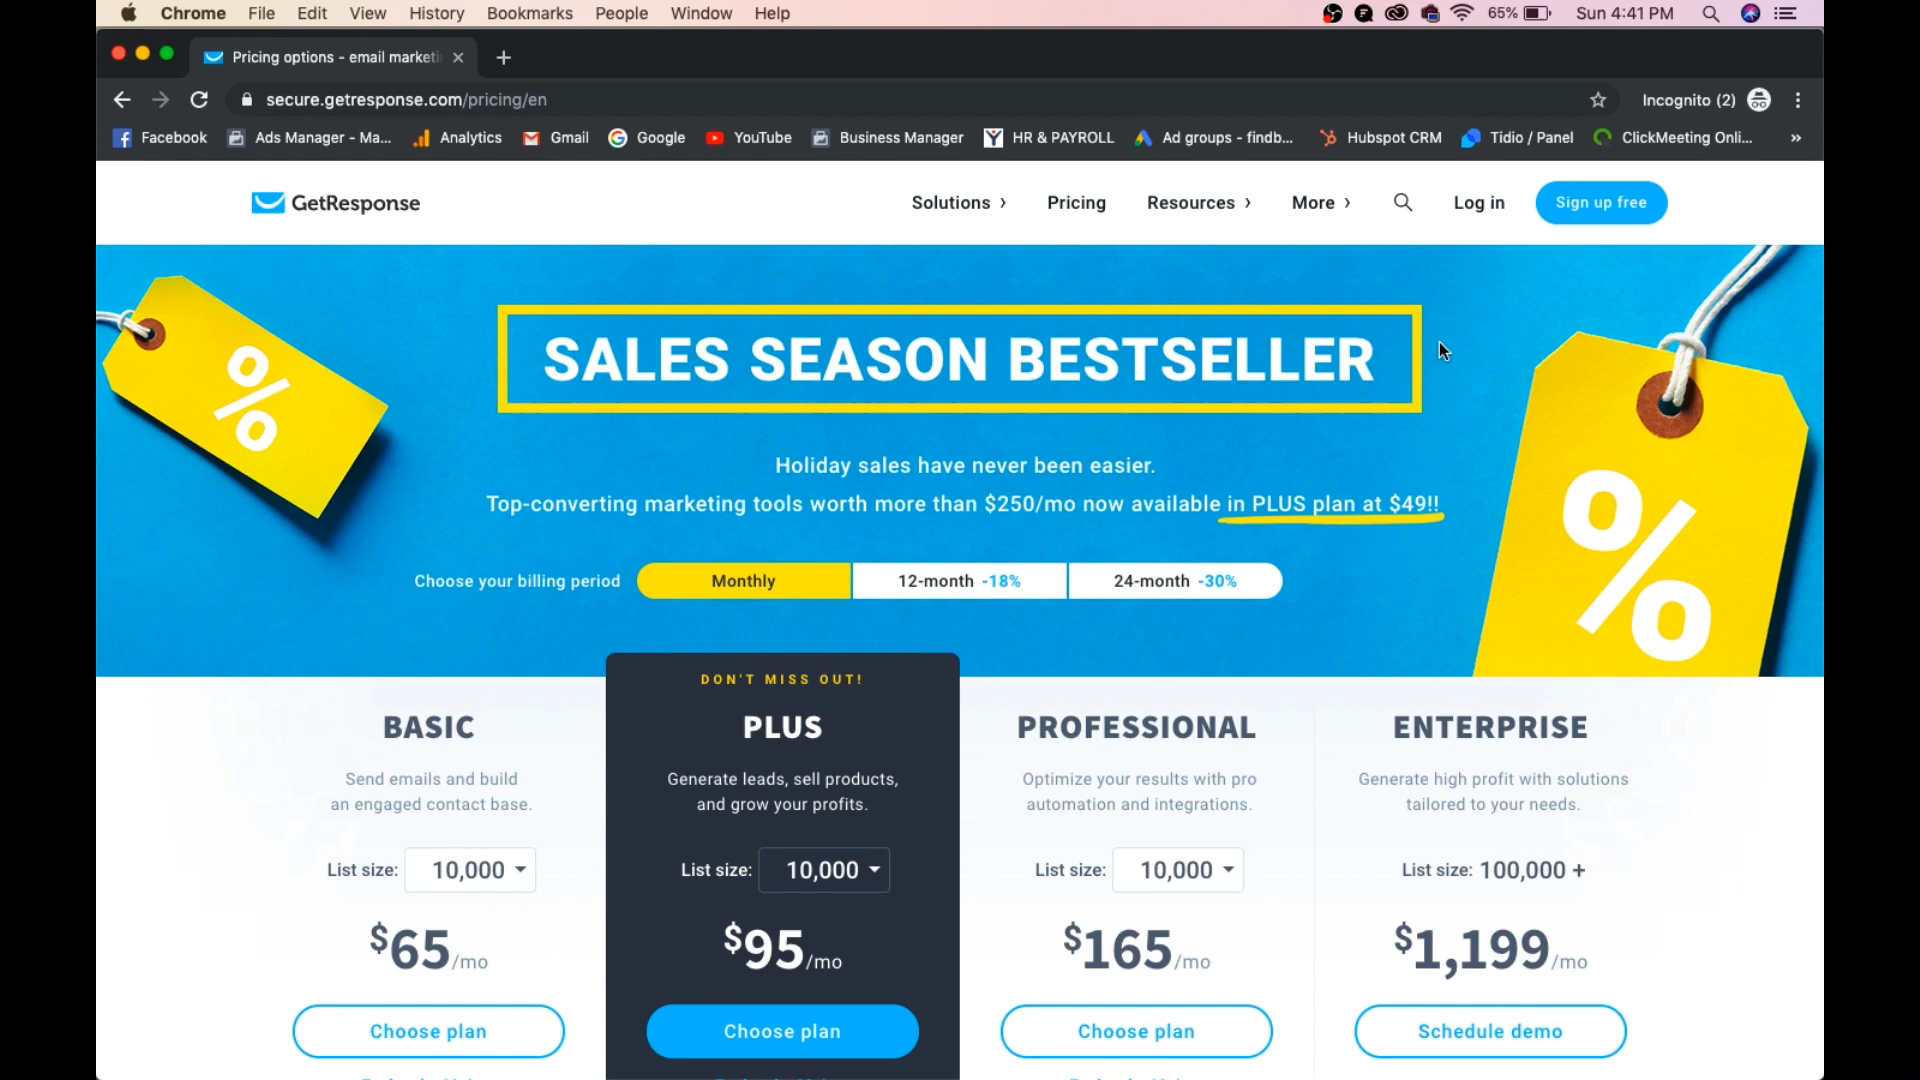 Chrome File Edit View History Bookmarks People Window Help 65% Sun 4:41 PM
Pricing options - email marketi
secure.getresponse.com/pricing/en Incognito (2)
Facebook Ads Manager - Ma... Analytics Gmail Google YouTube Business Manager HR & PAYROLL Ad groups - findb... Hubspot CRM Tidio / Panel ClickMeeting Onli... »
GetResponse Solutions Pricing Resources More Log in Sign up free
SALES SEASON BESTSELLER
% %
Holiday sales have never been easier.
Top-converting marketing tools worth more than $250/mo now available in PLUS plan at $49!!
Choose your billing period Monthly 12-month -18% 24-month -30%
DON'T MISS OUT!
BASIC PLUS PROFESSIONAL ENTERPRISE
Send emails and build Generate leads, sell products, Optimize your results with pro Generate high profit with solutions
an engaged contact base. and grow your profits. automation and integrations. tailored to your needs.
List size: 10,000 List size: 10,000 List size: 10,000 List size: 100,000 +
$65/mo $95/mo $165/mo $1,199/mo
Choose plan Choose plan Choose plan Schedule demo